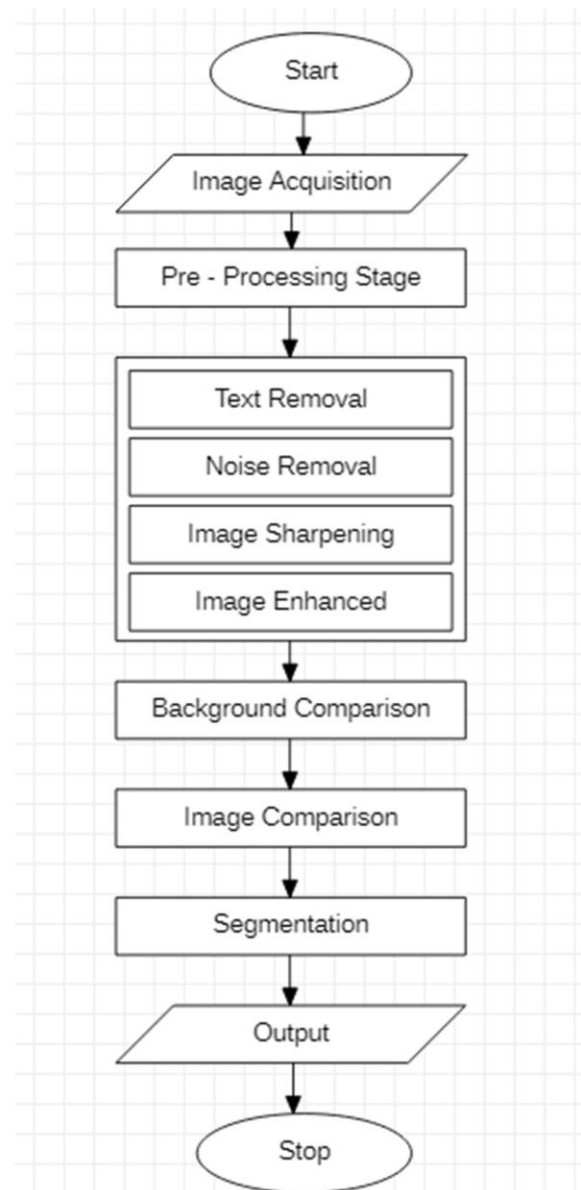 Start
Image Acquisition
Pre - Processing Stage
Text Removal
Noise Removal
Image Sharpening
Image Enhanced
Background Comparison
Image Comparison
Segmentation
Output
Stop